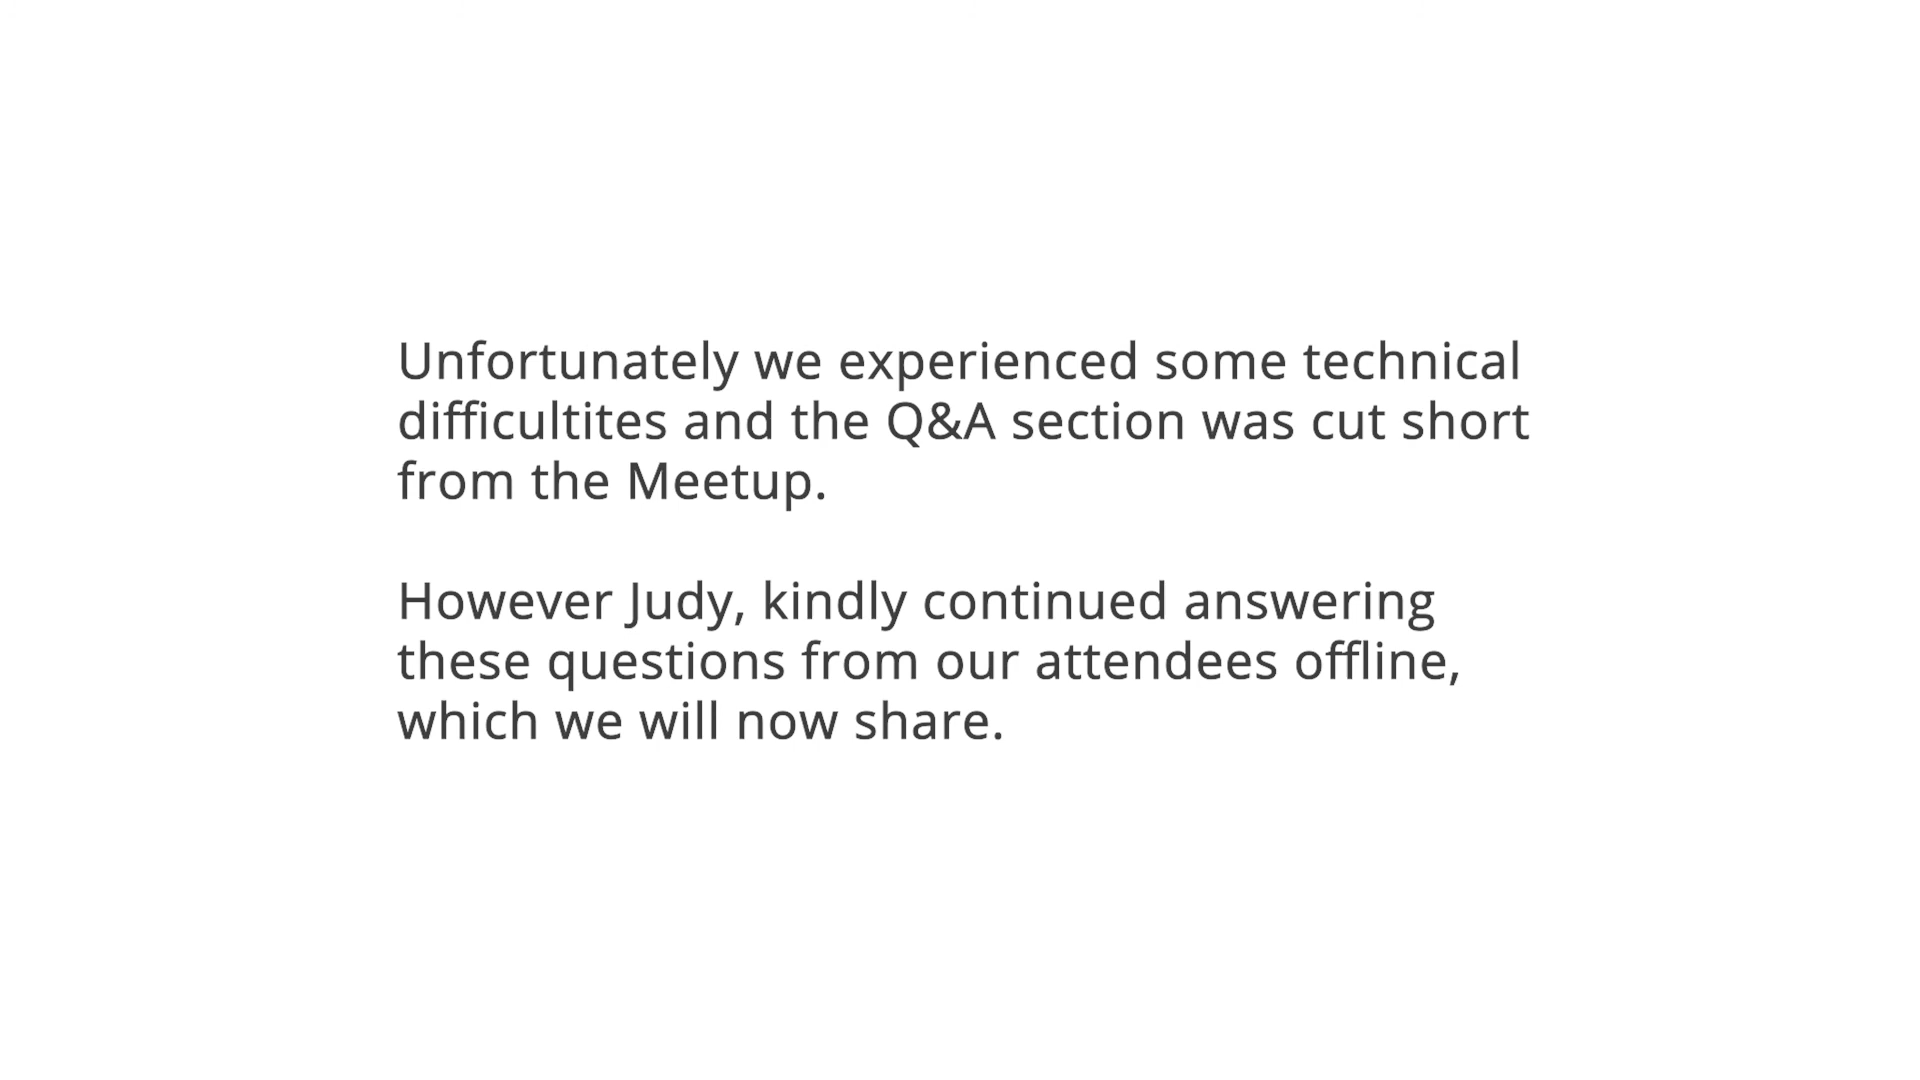 Unfortunately we experienced some technical
difficultites and the Q&A section was cut short
from the Meetup.
However Judy, kindly continued answering
these questions from our attendees offline,
which we will now share.